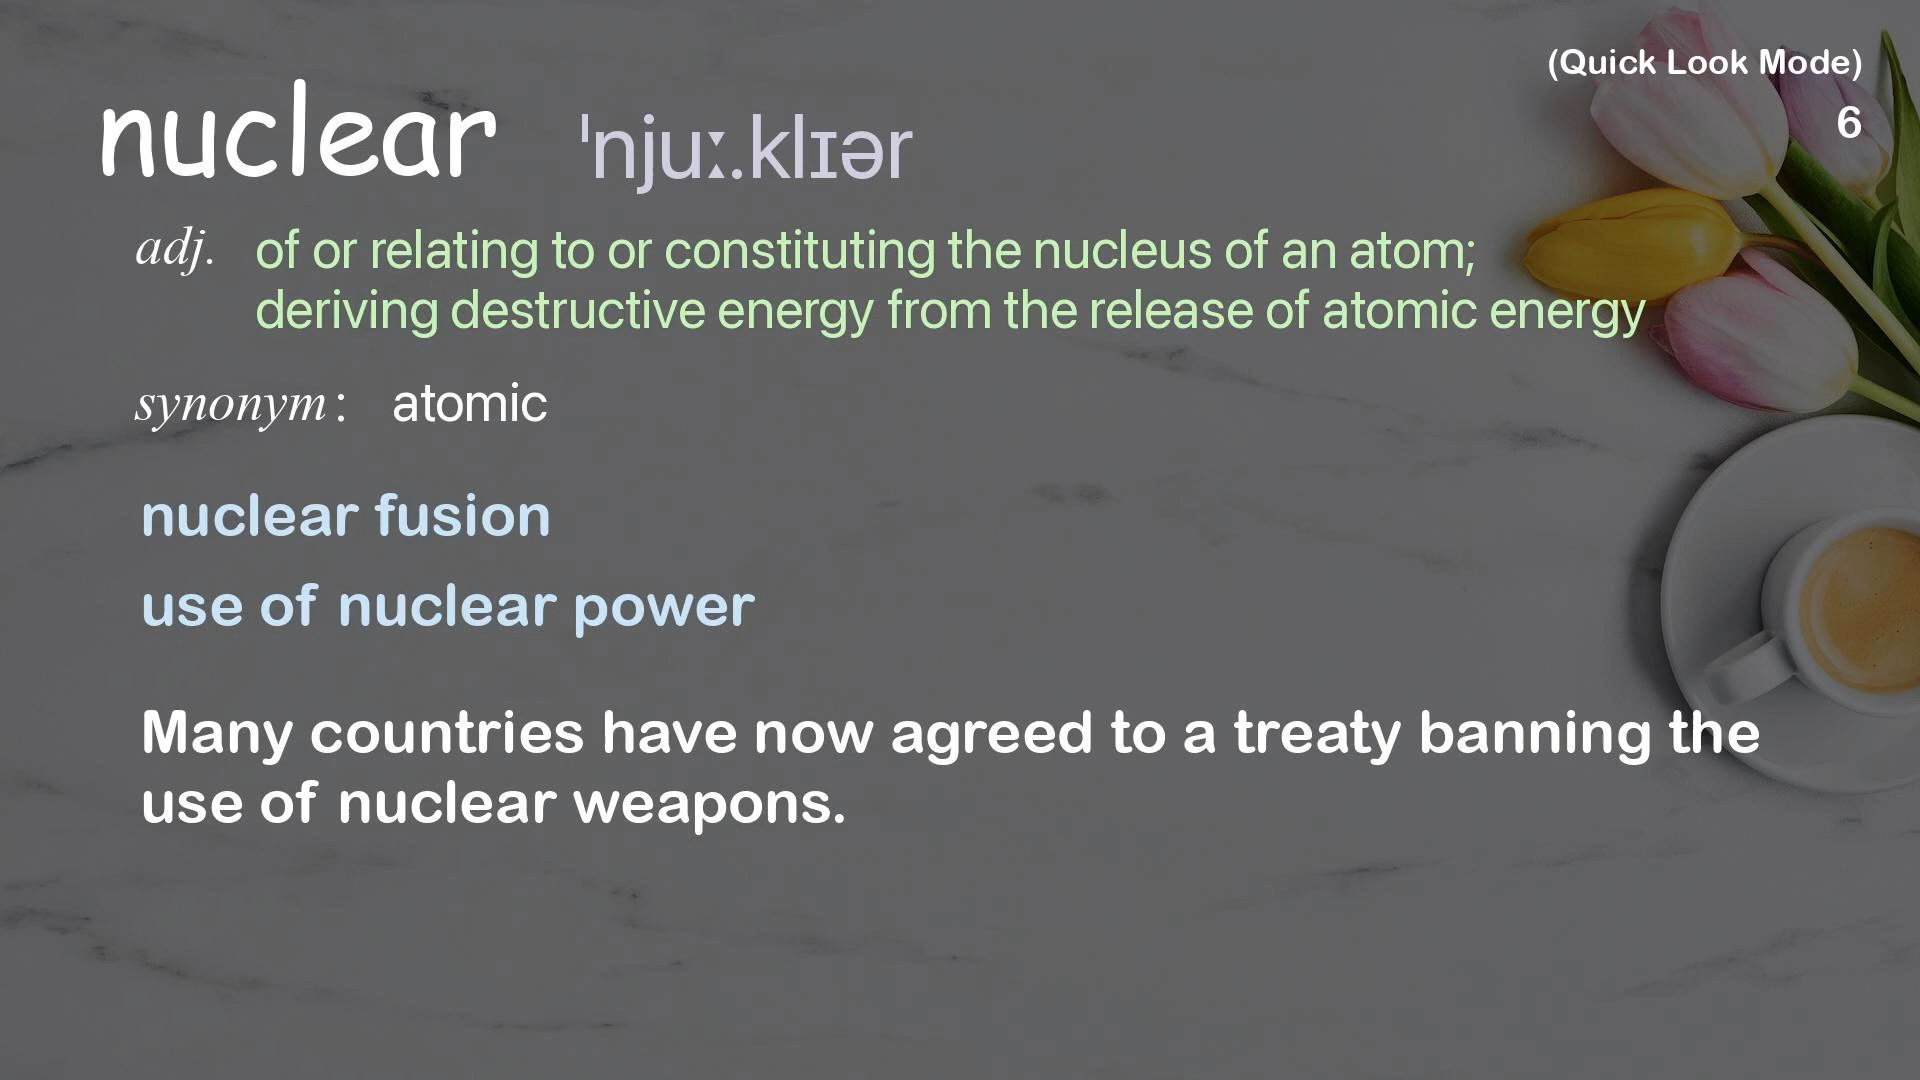 (Quick Look Mode)
6
nuclear ˈnjuː.klɪər
adj. of or relating to or constituting the nucleus of an atom;
deriving destructive energy from the release of atomic energy
synonym: atomic
nuclear fusion
use of nuclear power
Many countries have now agreed to a treaty banning the
use of nuclear weapons.